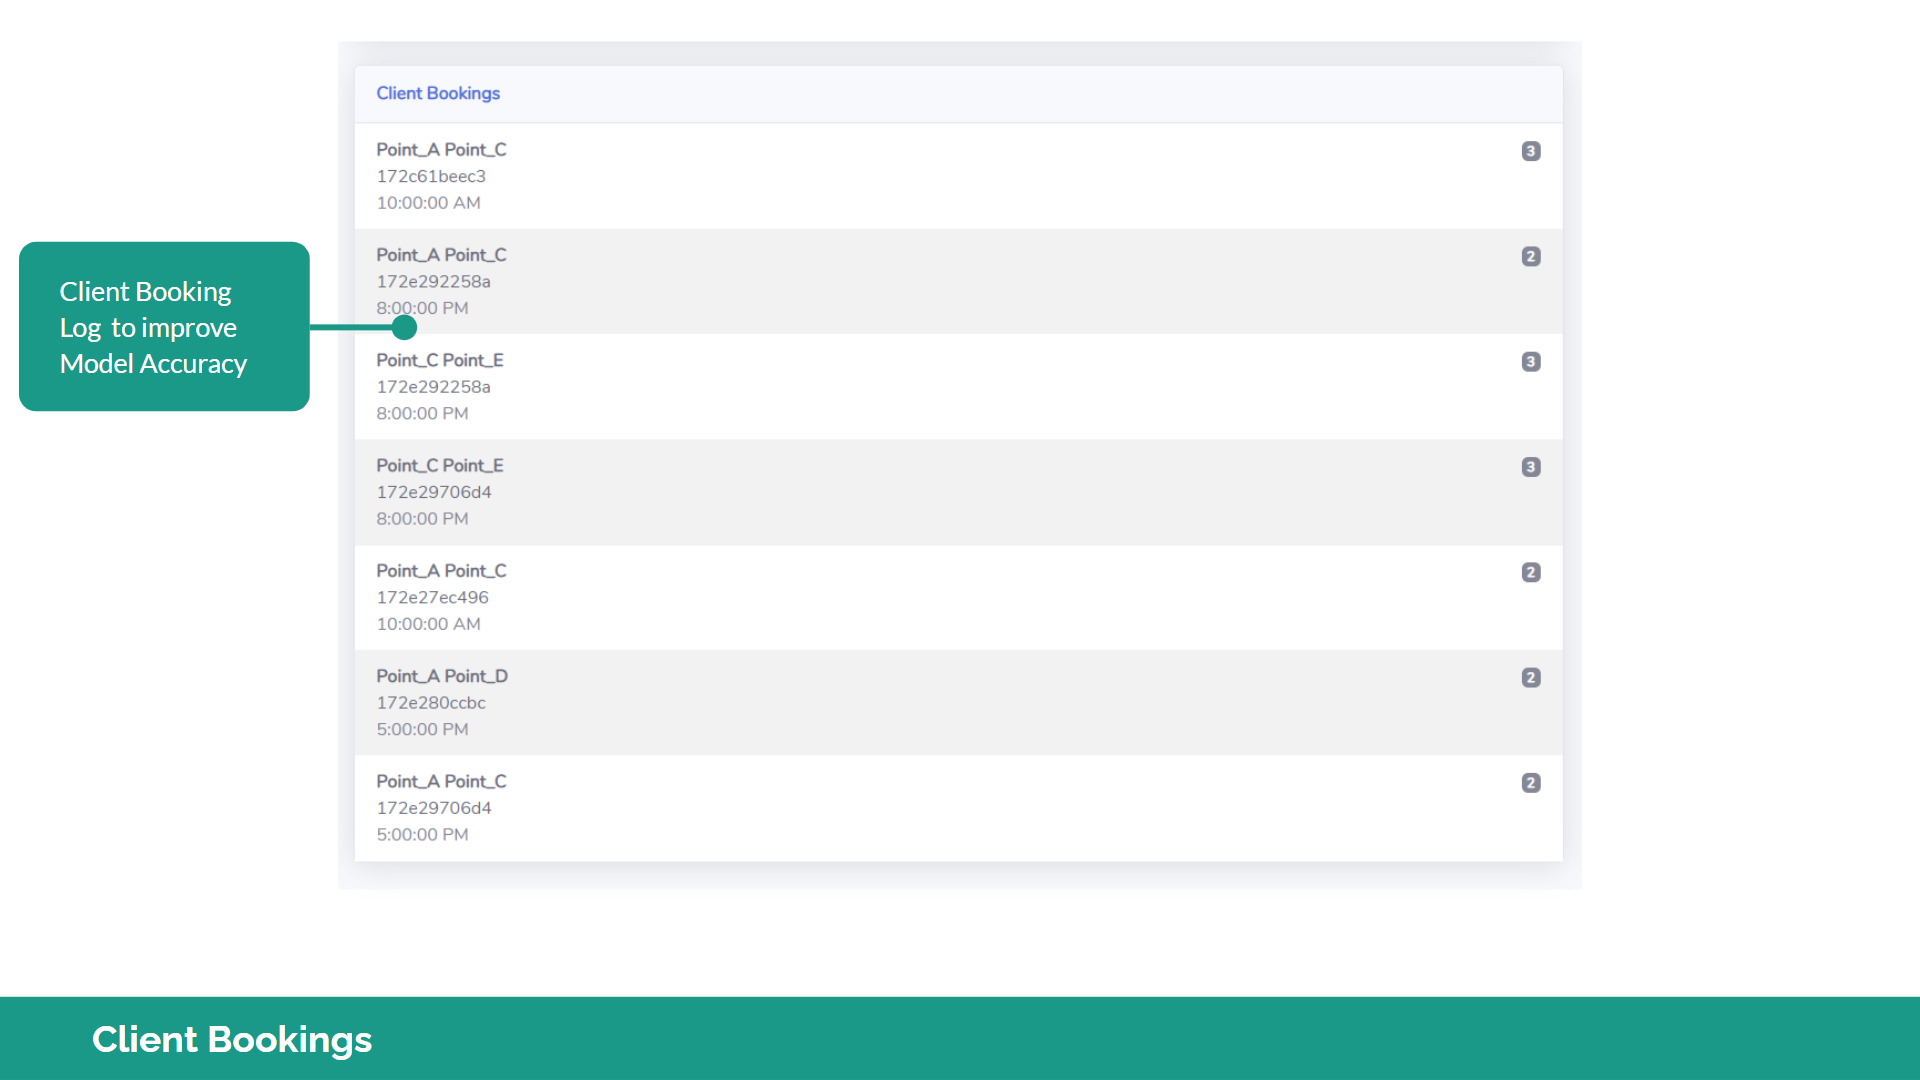 Client Bookings
Point_A Point_C
3
172c61beec3
10:00:00 AM
Point_A Point_C
2
172e292258a
8:00:00 PM
Client Booking
Log to improve
Model Accuracy
Point_C Point_E
3
172e292258a
8:00:00 PM
Point_C Point_E
3
172e29706d4
8:00:00 PM
Point_A Point_C
2
172e27ec496
10:00:00 AM
Point_A Point_D
2
172e280ccbc
5:00:00 PM
Point_A Point_C
2
172e29706d4
5:00:00 PM
Client Bookings